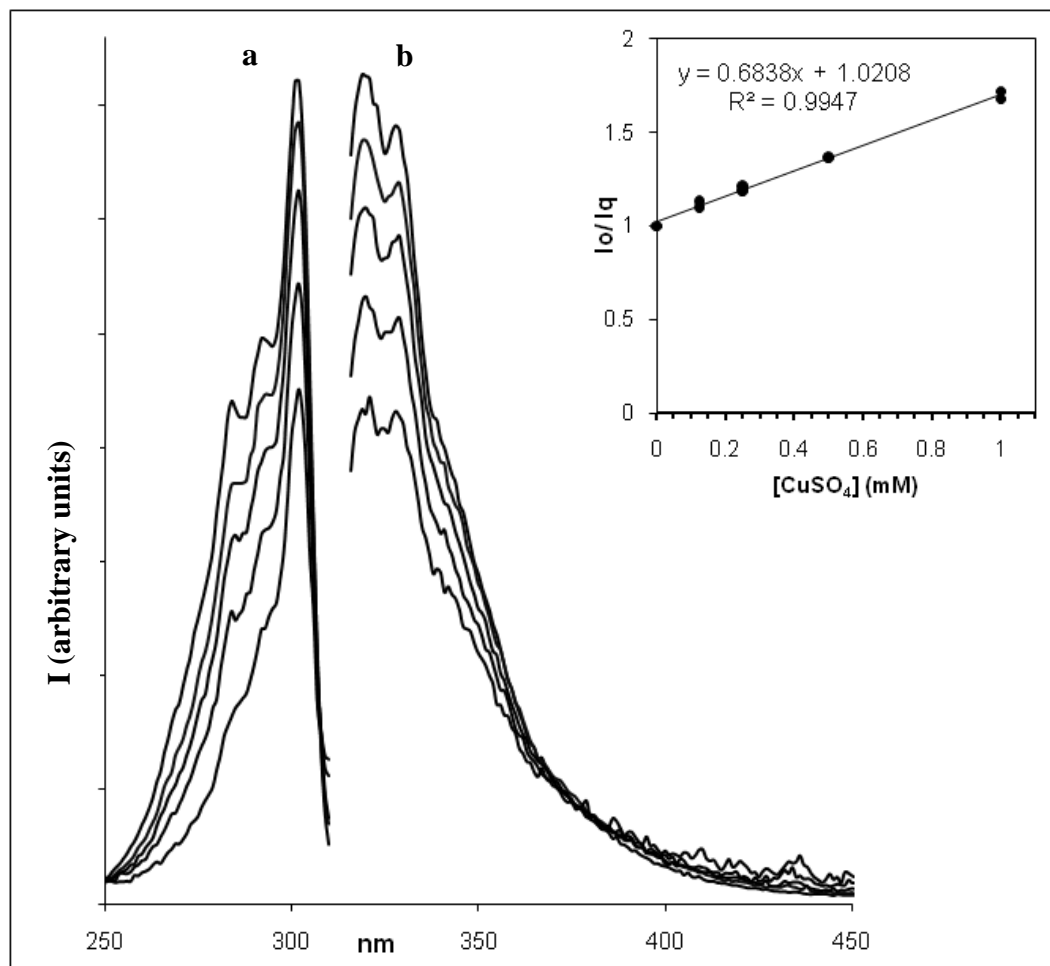 a
b
I (arbitrary units)
250
300
nm
350
400
450
2
1.5
1
0.5
0
Io/Iq
y = 0.6838x + 1.0208
R² = 0.9947
0
0.2
0.4
0.6
0.8
1
[CuSO₄] (mM)